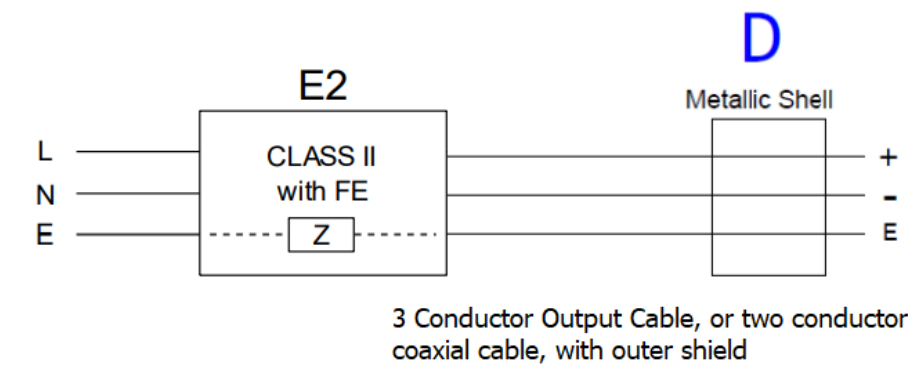 D
E2
Metallic Shell
L
CLASS II
+
N
with FE
-
E
Z
E
3 Conductor Output Cable, or two conductor
coaxial cable, with outer shield